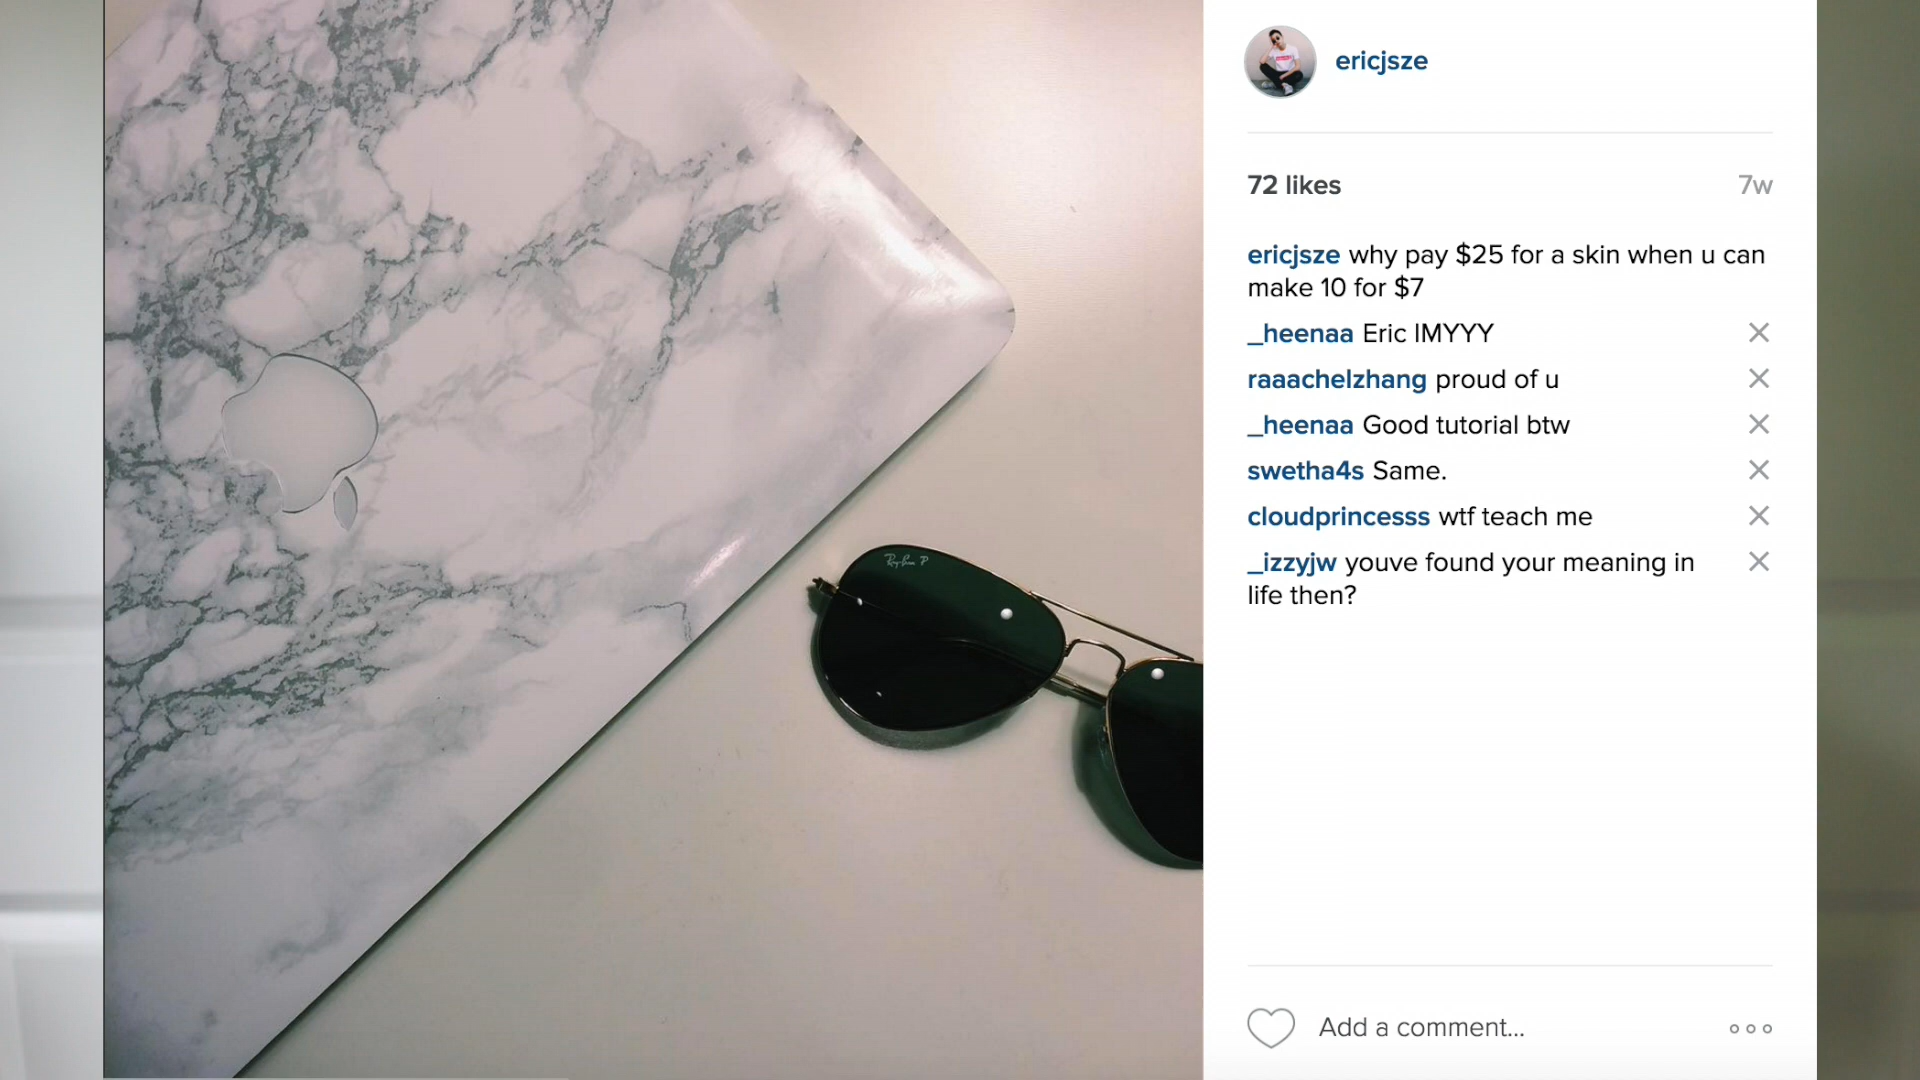 ericjsze
72 likes 7w
ericjsze why pay $25 for a skin when u can
make 10 for $7
_heenaa Eric IMYYY
raaachelzhang proud of u
_heenaa Good tutorial btw
swetha4s Same.
cloudprincesss wtf teach me
_izzyjw youve found your meaning in
life then?
Ray-Ban P
Add a comment...